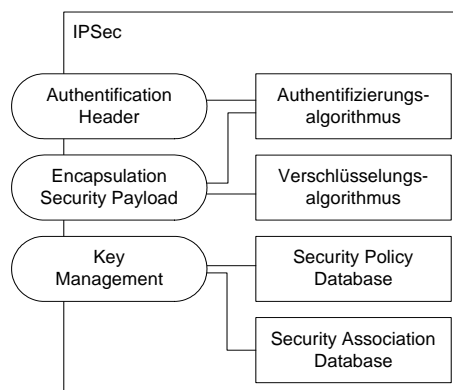 IPSec
Authentification
Header
Authentifizierungs-
algorithmus
Encapsulation
Security Payload
Verschlüsselungs-
algorithmus
Key
Management
Security Policy
Database
Security Association
Database